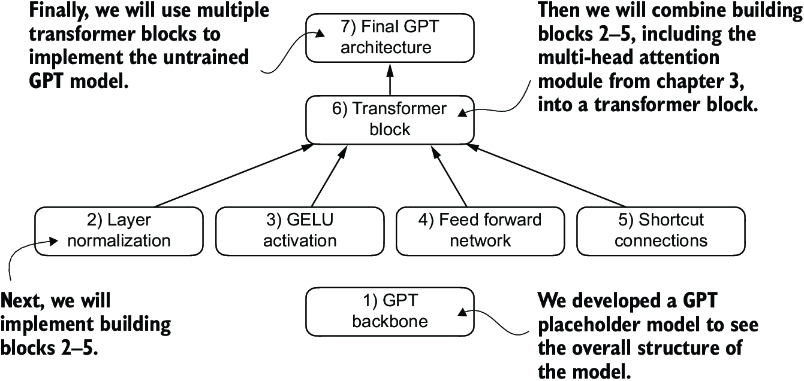 Finally, we will use multiple
transformer blocks to
implement the untrained
GPT model.
7) Final GPT
architecture
Then we will combine building
blocks 2–5, including the
multi-head attention
module from chapter 3,
into a transformer block.
6) Transformer
block
2) Layer
normalization
3) GELU
activation
4) Feed forward
network
5) Shortcut
connections
Next, we will
implement building
blocks 2–5.
1) GPT
backbone
We developed a GPT
placeholder model to see
the overall structure of
the model.